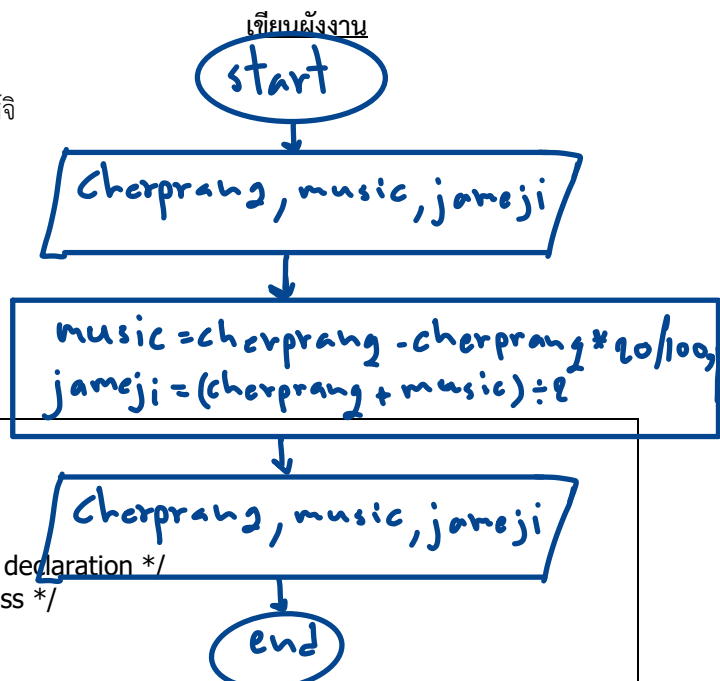 เขียนผังงาน
start
จิ
Cherprang, music, jameji
music = cherprang - cherprang * 20/100,
jameji = (cherprang + music) ÷ 2
Cherprang, music, jameji
declaration */
ss */
end